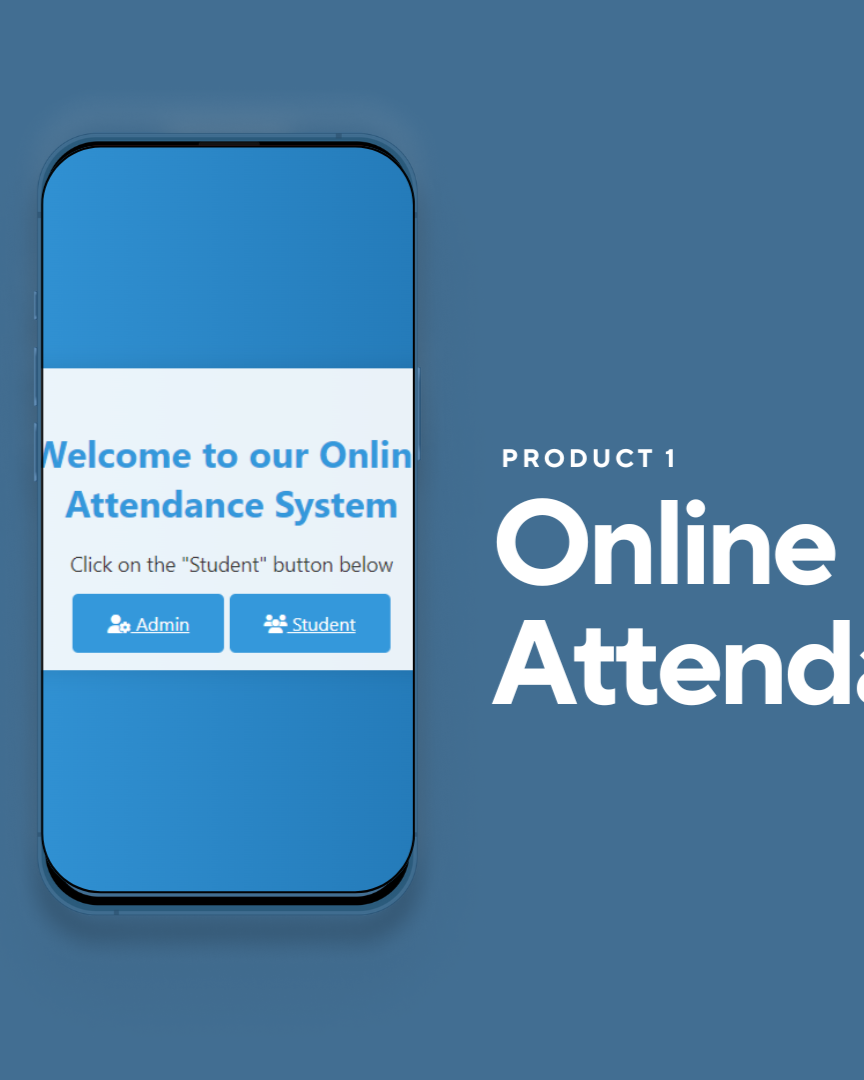 Welcome to our Onlin
Attendance System
Click on the "Student" button below
Admin
Student
PRODUCT 1
Online
Attenda